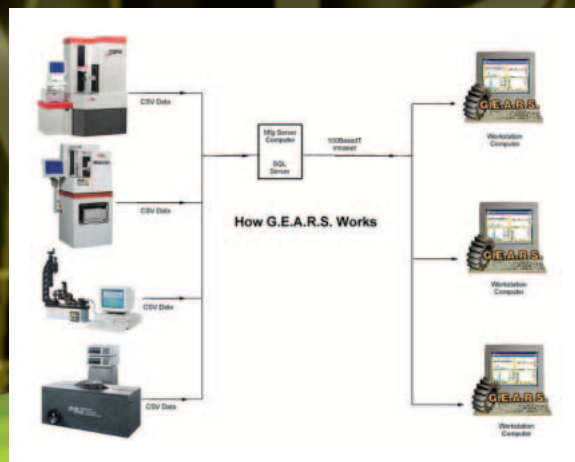 CSV Data
CSV Data
CSV Data
CSV Data
Mfg Server
Computer
SQL
Server
100BasedT
Intranet
How G.E.A.R.S. Works
G.E.A.R.S.
Workstation
Computer
G.E.A.R.S.
Workstation
Computer
G.E.A.R.S.
Workstation
Computer